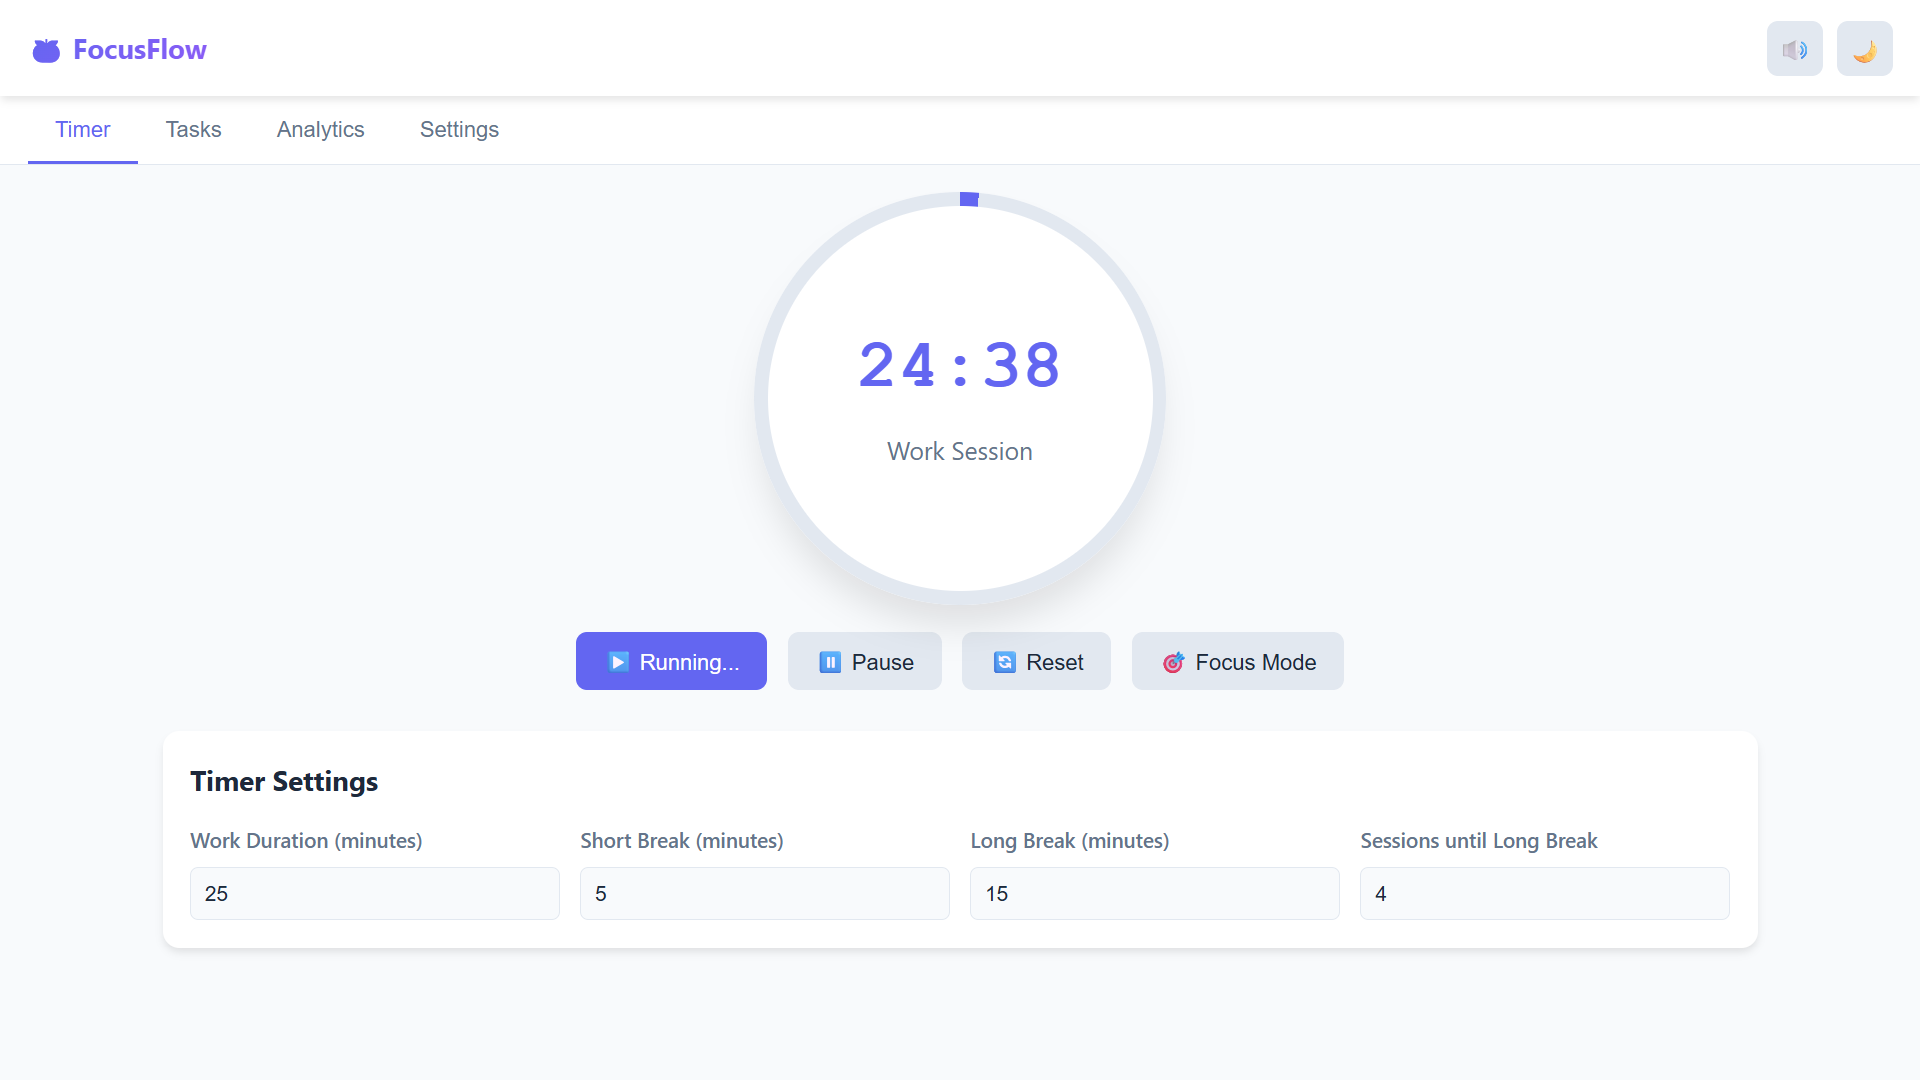 FocusFlow
Timer Tasks Analytics Settings
24:38
Work Session
Running... Pause Reset Focus Mode
Timer Settings
Work Duration (minutes) Short Break (minutes) Long Break (minutes) Sessions until Long Break
25 5 15 4